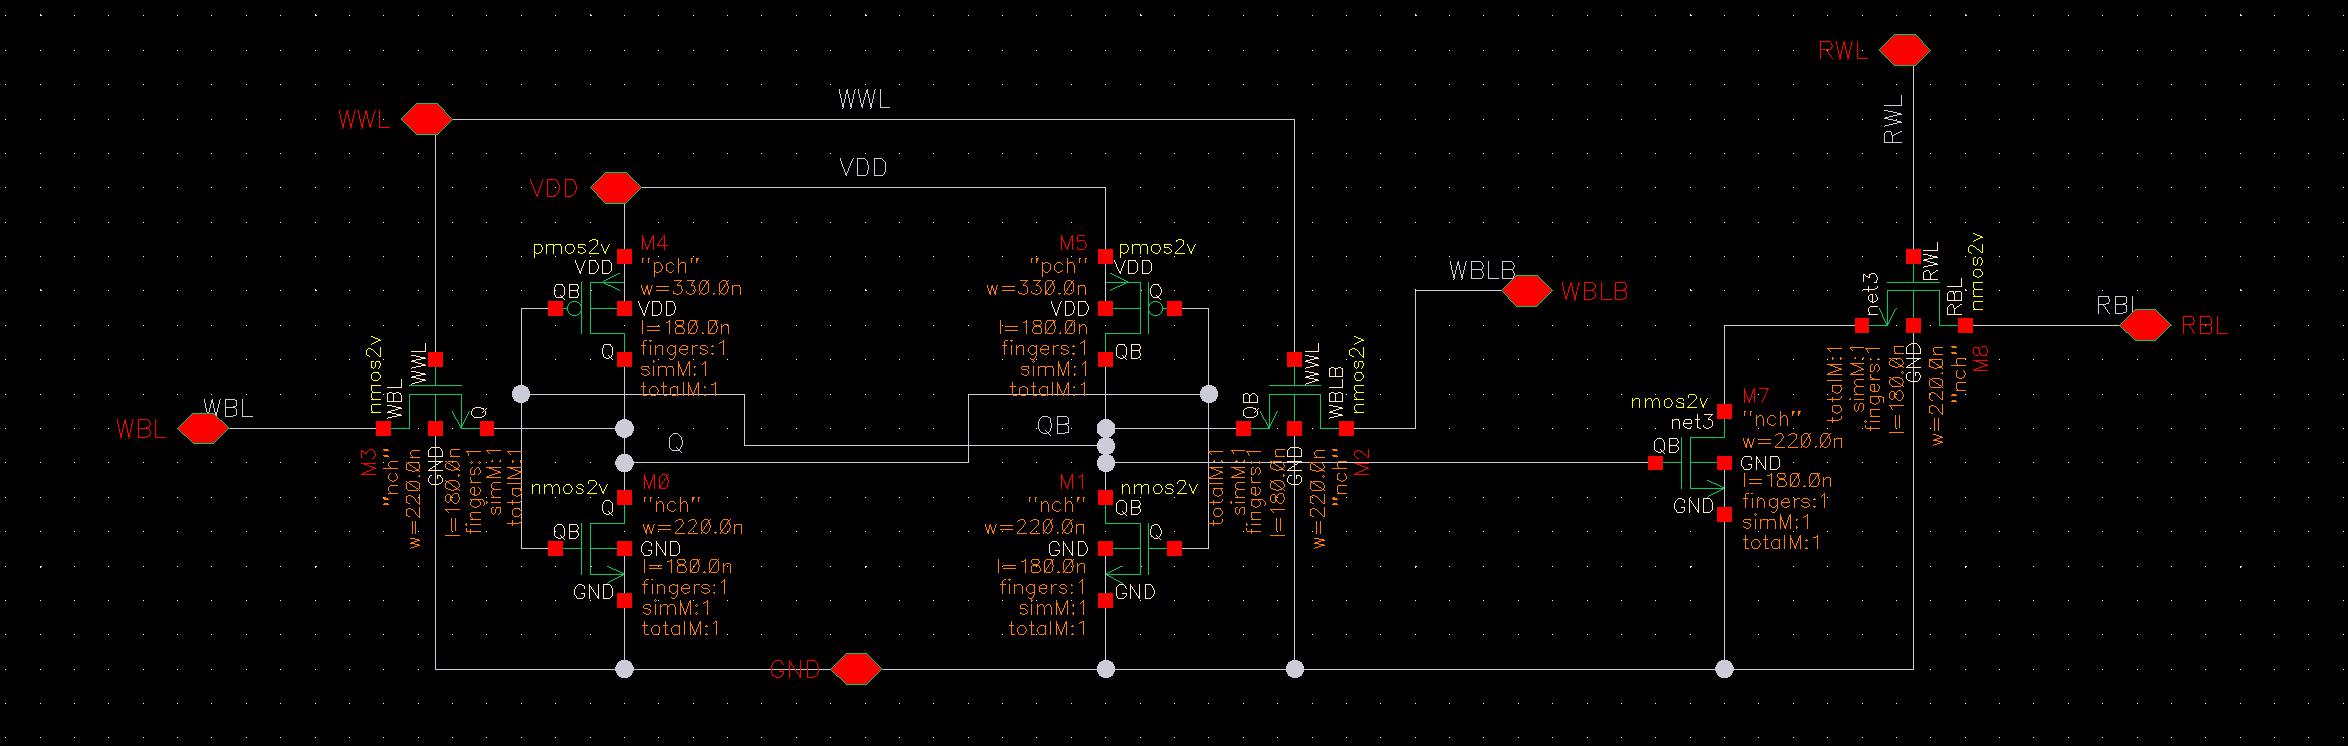 RWL
WWL
WWL
RWL
VDD
VDD
pmos2v
M4
VDD
"pch"
QB
w=330.0n
VDD
l=180.0n
fingers:1
Q
simM:1
totalM:1
M5
pmos2v
"pch"
VDD
w=330.0n
Q
VDD
l=180.0n
fingers:1
QB
simM:1
totalM:1
WBLB
WBLB
RWL
nmos2v
net3
RBL
GND
RBL
RBL
totalM:1
simM:1
fingers:1
l=180.0n
w=220.0n
"nch"
M8
nmos2v
WBL
WWL
Q
WBL
WBL
M3
"nch"
w=220.0n
GND
l=180.0n
fingers:1
simM:1
totalM:1
Q
QB
QB
WWL
WBLB
nmos2v
totalM:1
simM:1
fingers:1
l=180.0n
GND
w=220.0n
"nch"
M2
nmos2v
M7
net3
"nch"
QB
w=220.0n
GND
l=180.0n
GND
fingers:1
simM:1
totalM:1
nmos2v
M0
Q
"nch"
QB
w=220.0n
GND
l=180.0n
GND
fingers:1
simM:1
totalM:1
M1
nmos2v
"nch"
QB
w=220.0n
Q
GND
l=180.0n
fingers:1
GND
simM:1
totalM:1
GND